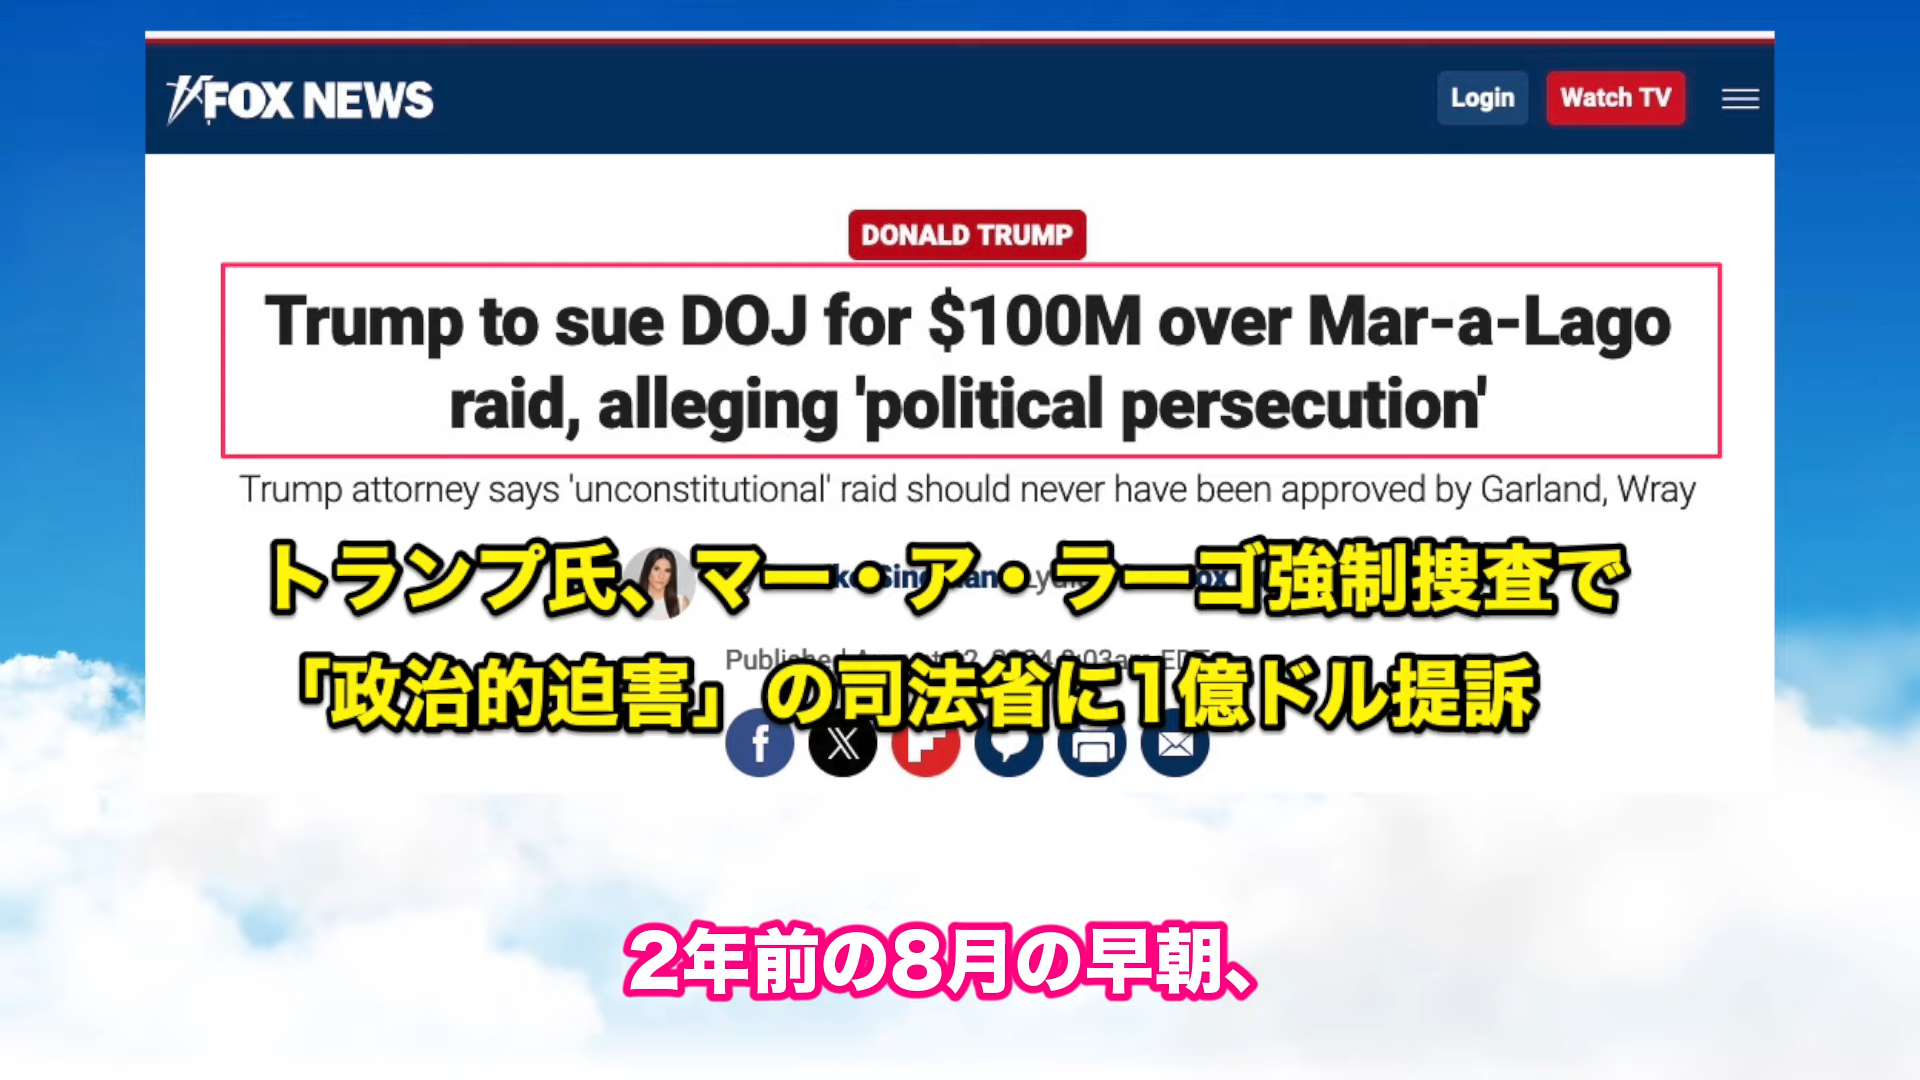 FOX NEWS
Login
Watch TV
DONALD TRUMP
Trump to sue DOJ for $100M over Mar-a-Lago
raid, alleging 'political persecution'
Trump attorney says 'unconstitutional' raid should never have been approved by Garland, Wray
トランプ氏、マー・ア・ラーゴ強制捜査で
「政治的迫害」の司法省に1億ドル提訴
2年前の8月の早朝、